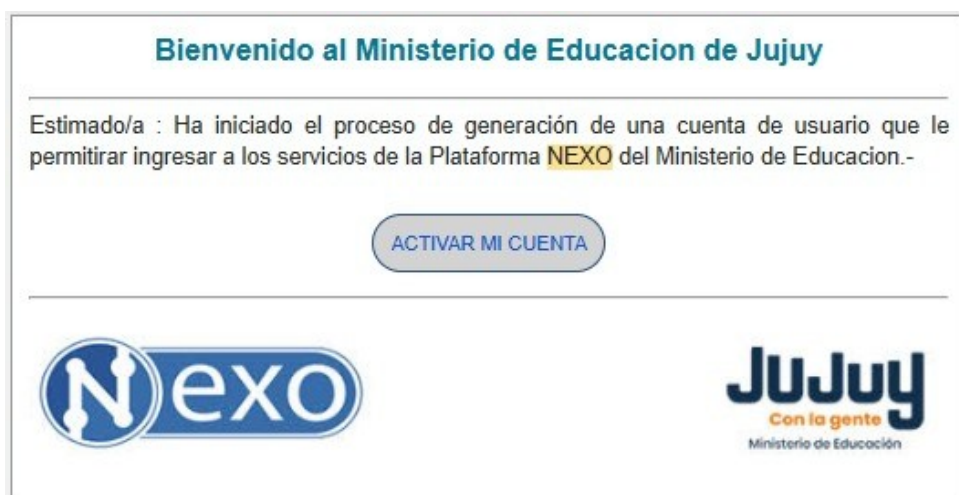 Bienvenido al Ministerio de Educacion de Jujuy
Estimado/a : Ha iniciado el proceso de generación de una cuenta de usuario que le
permitirar ingresar a los servicios de la Plataforma NEXO del Ministerio de Educacion.-
ACTIVAR MI CUENTA
Nexo
JUJUY
Con la gente
Ministerio de Educación